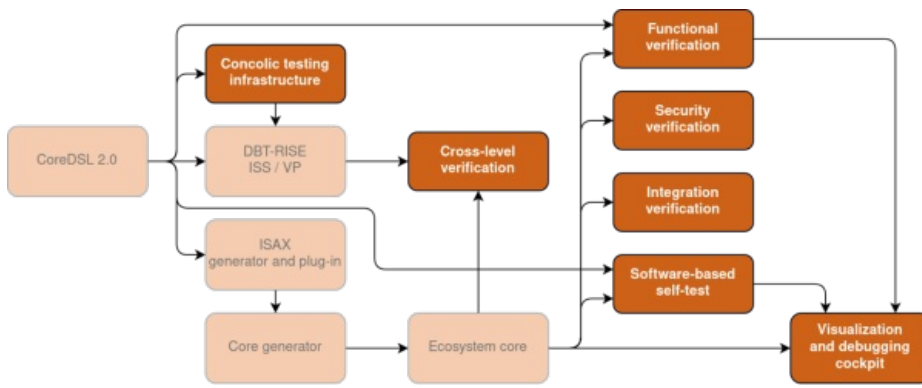 Functional
verification
Concolic testing
infrastructure
Security
verification
CoreDSL 2.0
DBT-RISE
ISS / VP
Cross-level
verification
Integration
verification
ISAX
generator and plug-in
Software-based
self-test
Core generator
Ecosystem core
Visualization
and debugging
cockpit